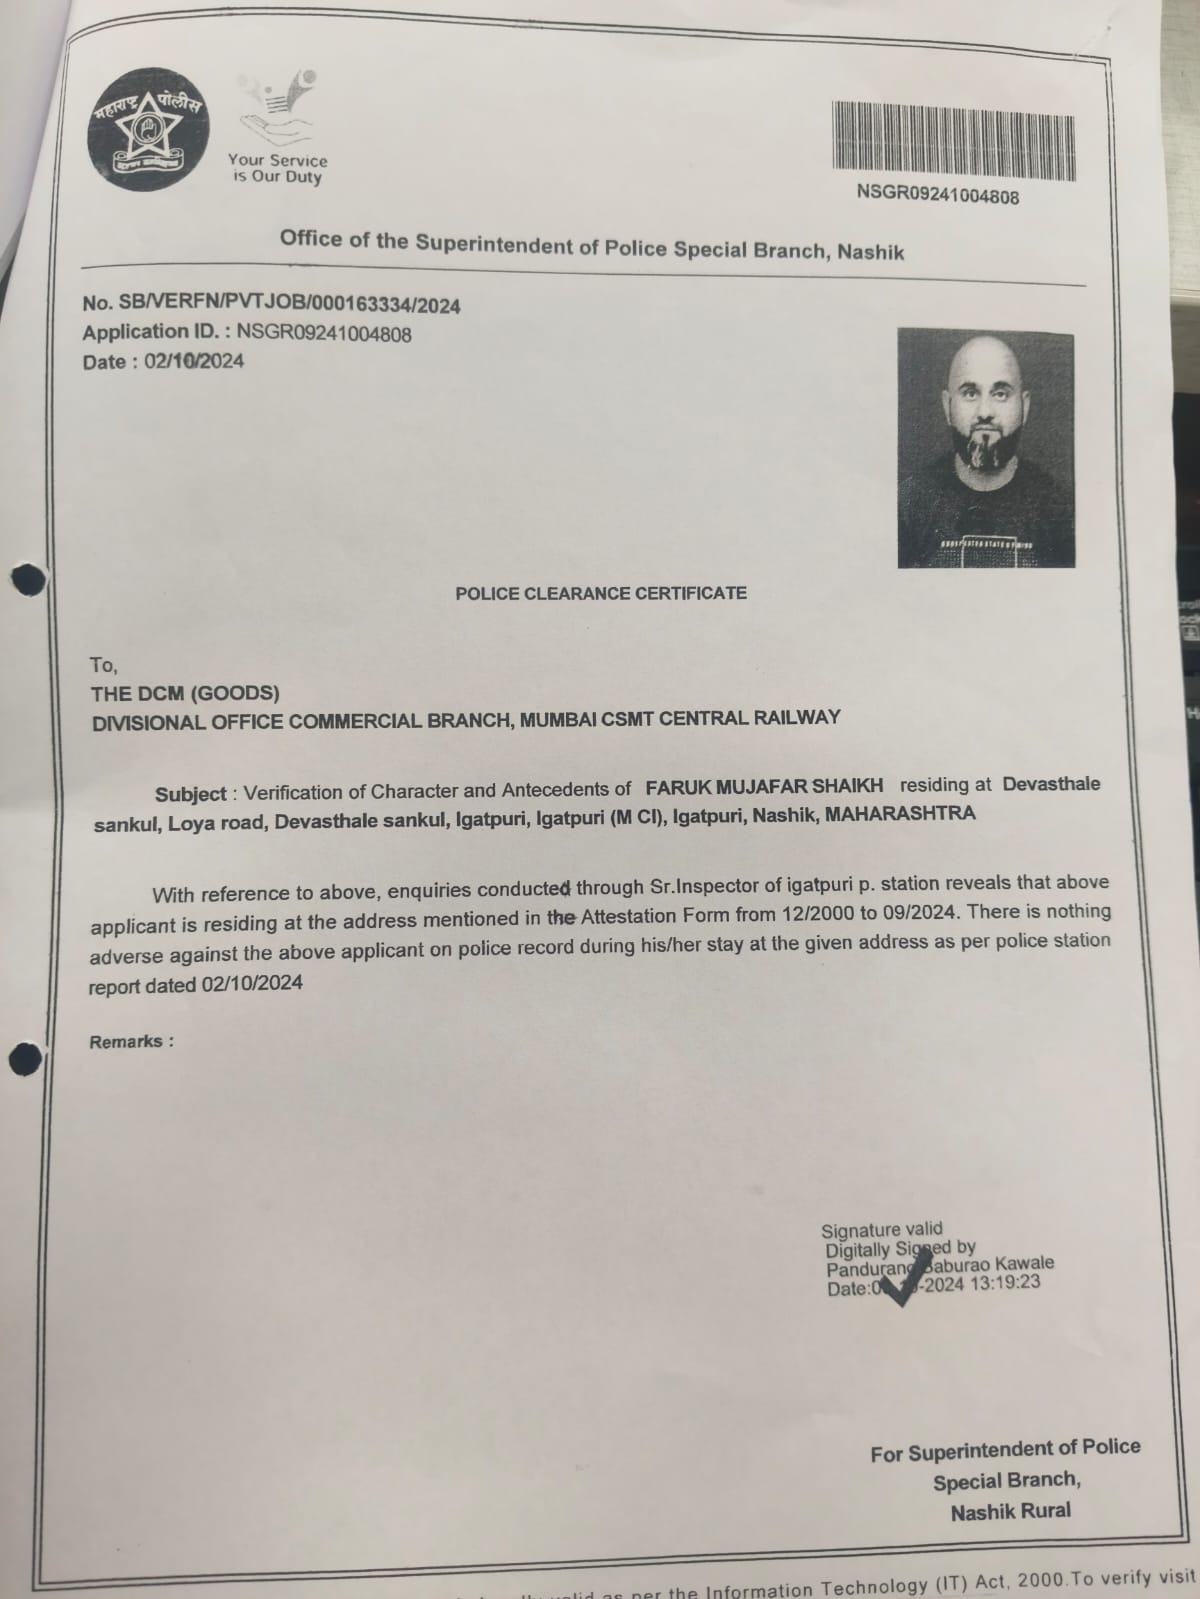 महाराष्ट्र पोलीस
Your Service
is Our Duty
NSGR09241004808
Office of the Superintendent of Police Special Branch, Nashik
No. SB/VERFN/PVTJOB/000163334/2024
Application ID. : NSGR09241004808
Date : 02/10/2024
POLICE CLEARANCE CERTIFICATE
To,
THE DCM (GOODS)
DIVISIONAL OFFICE COMMERCIAL BRANCH, MUMBAI CSMT CENTRAL RAILWAY
Subject : Verification of Character and Antecedents of FARUK MUJAFAR SHAIKH residing at Devasthale
sankul, Loya road, Devasthale sankul, Igatpuri, Igatpuri (M Cl), Igatpuri, Nashik, MAHARASHTRA
With reference to above, enquiries conducted through Sr.Inspector of igatpuri p. station reveals that above
applicant is residing at the address mentioned in the Attestation Form from 12/2000 to 09/2024. There is nothing
adverse against the above applicant on police record during his/her stay at the given address as per police station
report dated 02/10/2024
Remarks :
Signature valid
Digitally Signed by
Pandurang Baburao Kawale
-2024 13:19:23
For Superintendent of Police
Special Branch,
Nashik Rural
as per the Information Technology (IT) Act, 2000.To verify visit